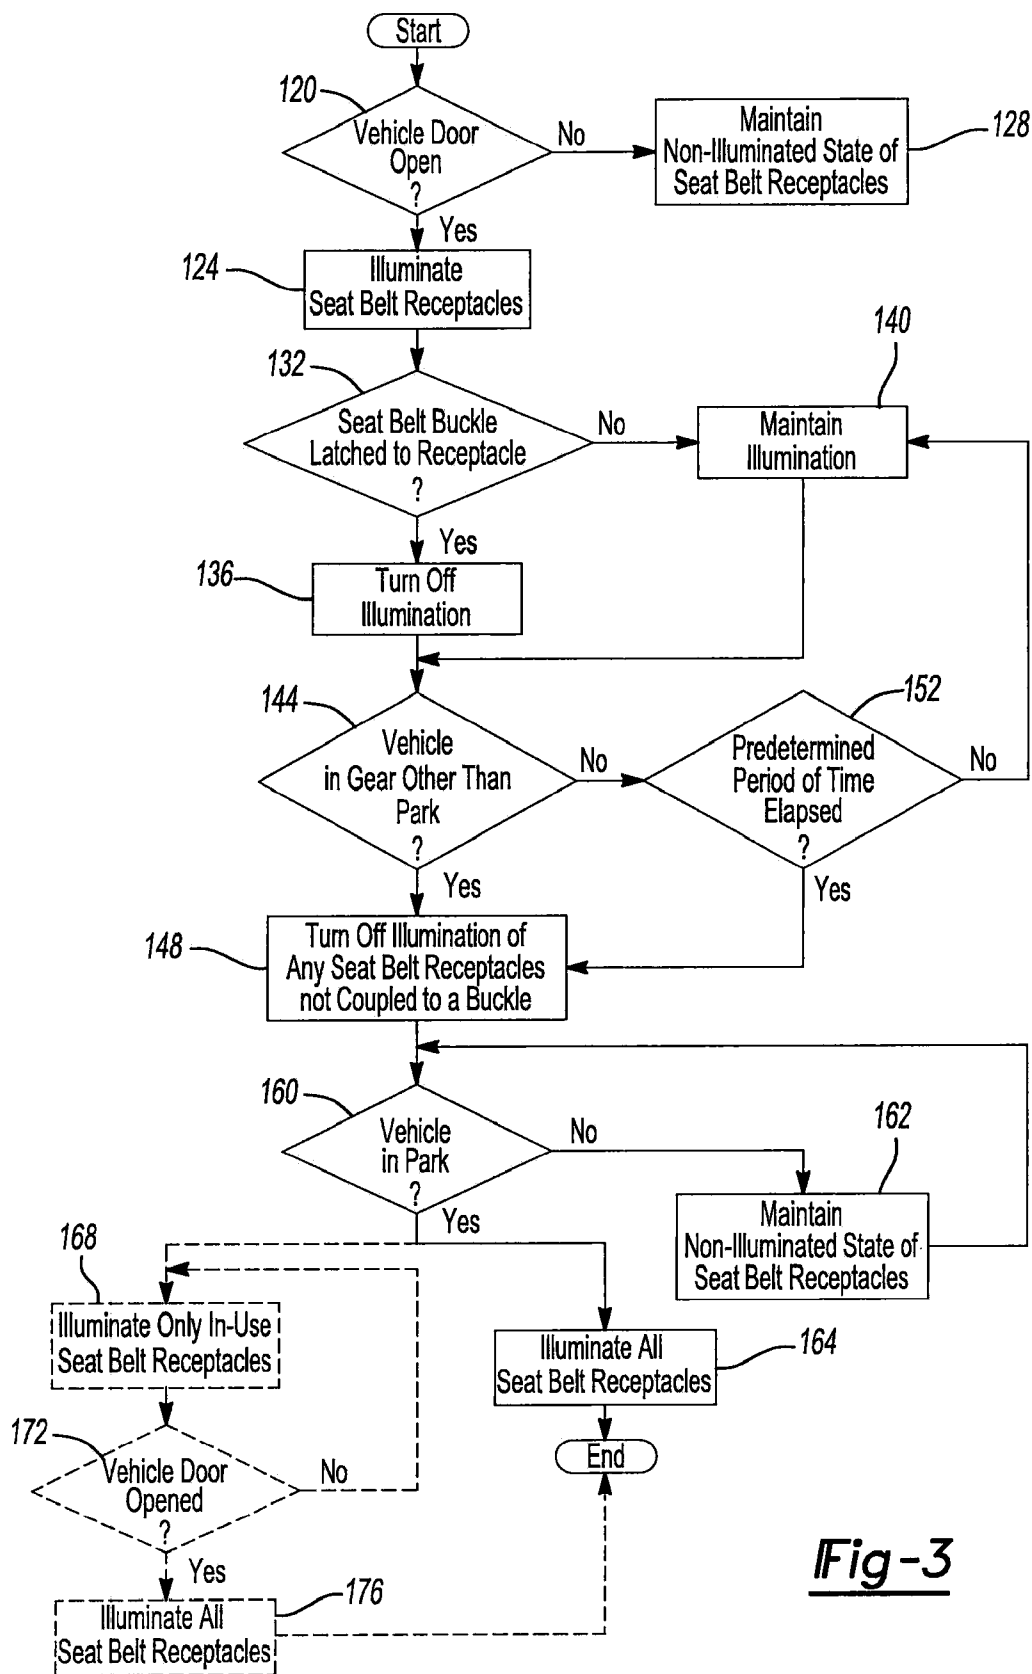 Start
120
Vehicle Door
Open
?
No
Maintain
Non-Illuminated State of
Seat Belt Receptacles
128
Yes
124
Illuminate
Seat Belt Receptacles
140
132
Seat Belt Buckle
Latched to Receptacle
?
No
Maintain
Illumination
Yes
136
Turn Off
Illumination
144
Vehicle
in Gear Other Than
Park
?
No
152
Predetermined
Period of Time
Elapsed
?
No
Yes
Yes
148
Turn Off Illumination of
Any Seat Belt Receptacles
not Coupled to a Buckle
160
Vehicle
in Park
?
No
162
Maintain
Non-Illuminated State of
Seat Belt Receptacles
Yes
168
Illuminate Only In-Use
Seat Belt Receptacles
Illuminate All
Seat Belt Receptacles
164
172
Vehicle Door
Opened
?
No
End
Yes
176
Illuminate All
Seat Belt Receptacles
Fig-3